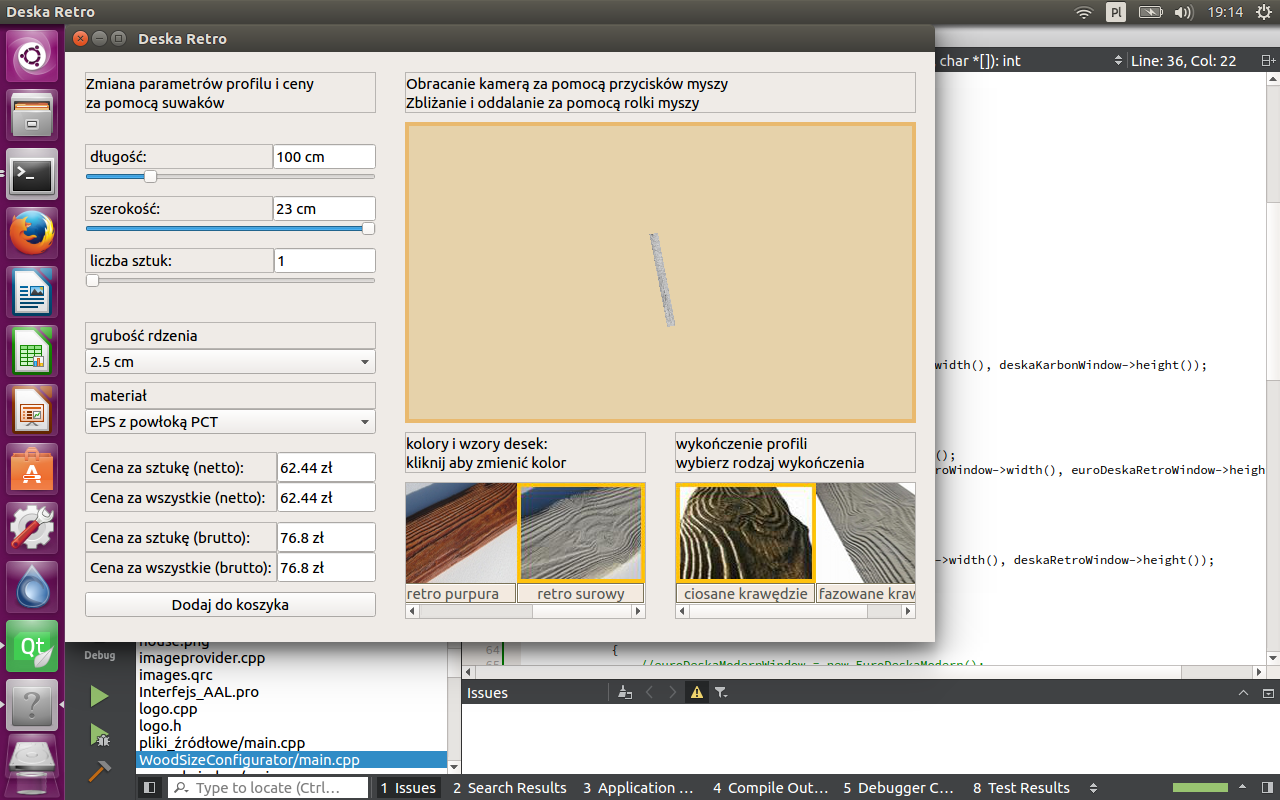 Deska Retro
Pl
19:14
Deska Retro
char *[]): int
Line: 36, Col: 22
Zmiana parametrów profilu i ceny
za pomocą suwaków
Obracanie kamerą za pomocą przycisków myszy
Zbliżanie i oddalanie za pomocą rolki myszy
długość:
100 cm
szerokość:
23 cm
liczba sztuk:
1
grubość rdzenia
2.5 cm
materiał
EPS z powłoką PCT
Cena za sztukę (netto):
62.44 zł
Cena za wszystkie (netto):
62.44 zł
Cena za sztukę (brutto):
76.8 zł
Cena za wszystkie (brutto):
76.8 zł
Dodaj do koszyka
kolory i wzory desek:
kliknij aby zmienić kolor
retro purpura
retro surowy
wykończenie profili
wybierz rodzaj wykończenia
ciosane krawędzie
fazowane kraw
width(), deskaKarbonWindow->height());
();
roWindow->width(), euroDeskaRetroWindow->heigh
->width(), deskaRetroWindow->height());
64
{
65
//euroDeskaModernWindow = new EuroDeskaModern();
Qt
Debug
house.png
imageprovider.cpp
images.qrc
Interfejs_AAL.pro
logo.cpp
logo.h
pliki_źródłowe/main.cpp
WoodSizeConfigurator/main.cpp
Issues
Type to locate (Ctrl...
1 Issues
2 Search Results
3 Application ...
4 Compile Out...
5 Debugger C...
8 Test Results